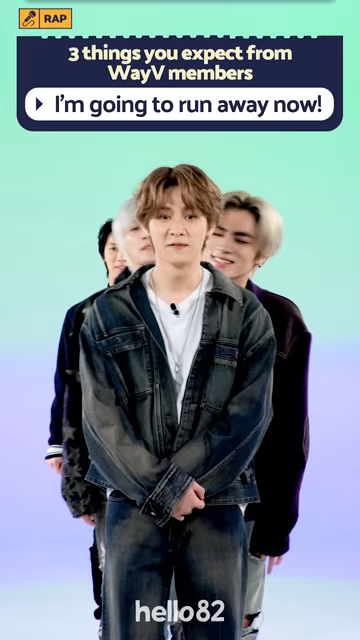 RAP
3 things you expect from
WayV members
I'm going to run away now!
hello82